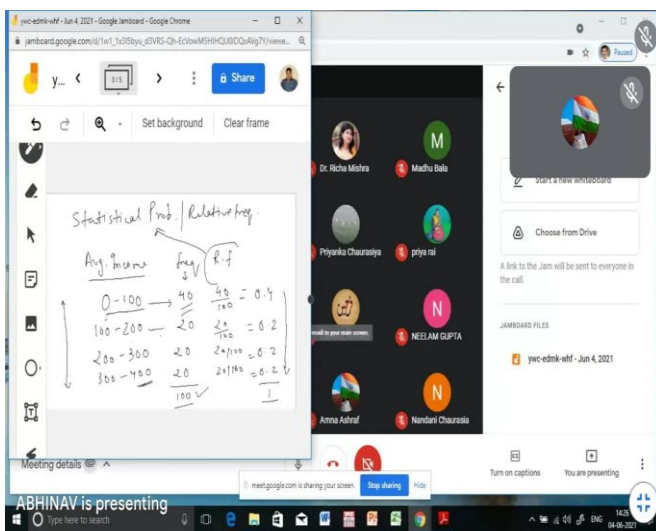 ywc-edmk-whf - Jun 4, 2021 - Google Jamboard - Google Chrome
y...
3/5
Share
Paused
Set background
Clear frame
Statistical Prob. / Relative freq.
Avg. Income freq R.f
0-100 → 40 40/100 = 0.4
100-200 — 20 20/100 = 0.2
200-300 20 20/100 = 0.2
300-400 20 20/100 = 0.2
100 1
Dr. Richa Mishra
M
Madhu Bala
Priyanka Chaurasiya
priya rai
N
NEELAM GUPTA
Amna Ashraf
N
Nandani Chaurasia
Start a new whiteboard
Choose from Drive
A link to the Jam will be sent to everyone in
the call.
JAMBOARD FILES
ywc-edmk-whf - Jun 4, 2021
Meeting details
meet.google.com is sharing your screen.
Stop sharing
Hide
CC
Turn on captions
You are presenting
ABHINAV is presenting
Type here to search
ENG
14:26
04-06-2021